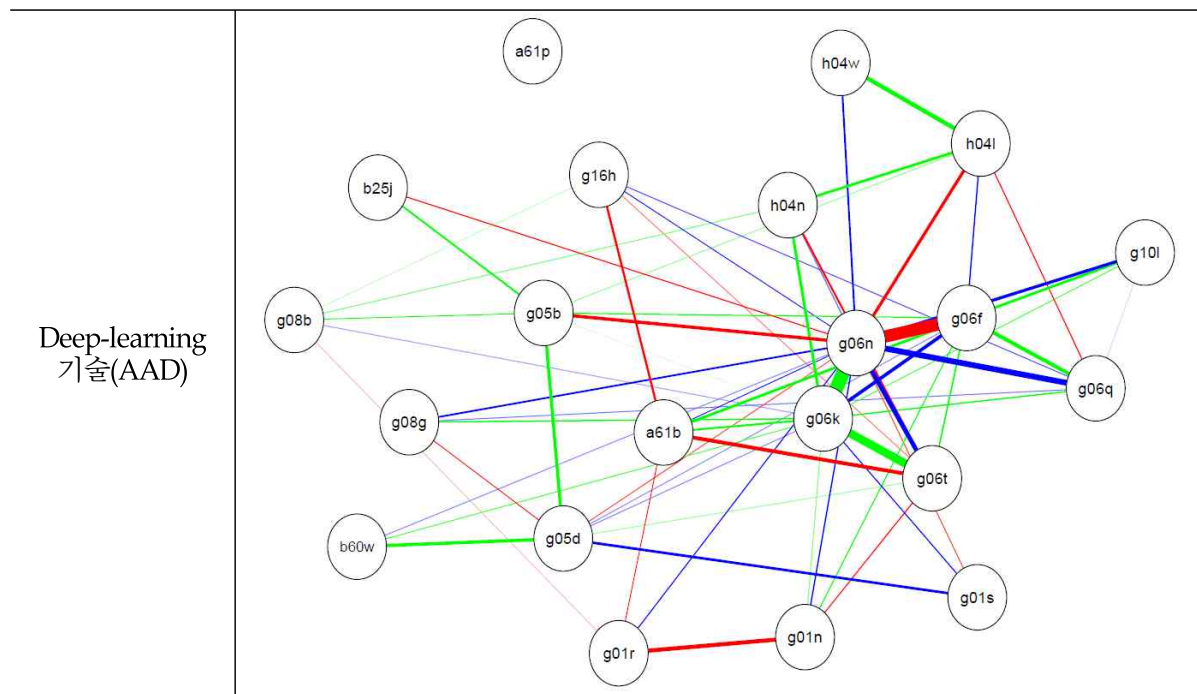 Deep-learning
기술(AAD)
a61p
h04w
h04l
g16h
b25j
h04n
g10l
g08b
g05b
g06f
g06n
g06q
g08g
a61b
g06k
g06t
b60w
g05d
g01s
g01n
g01r